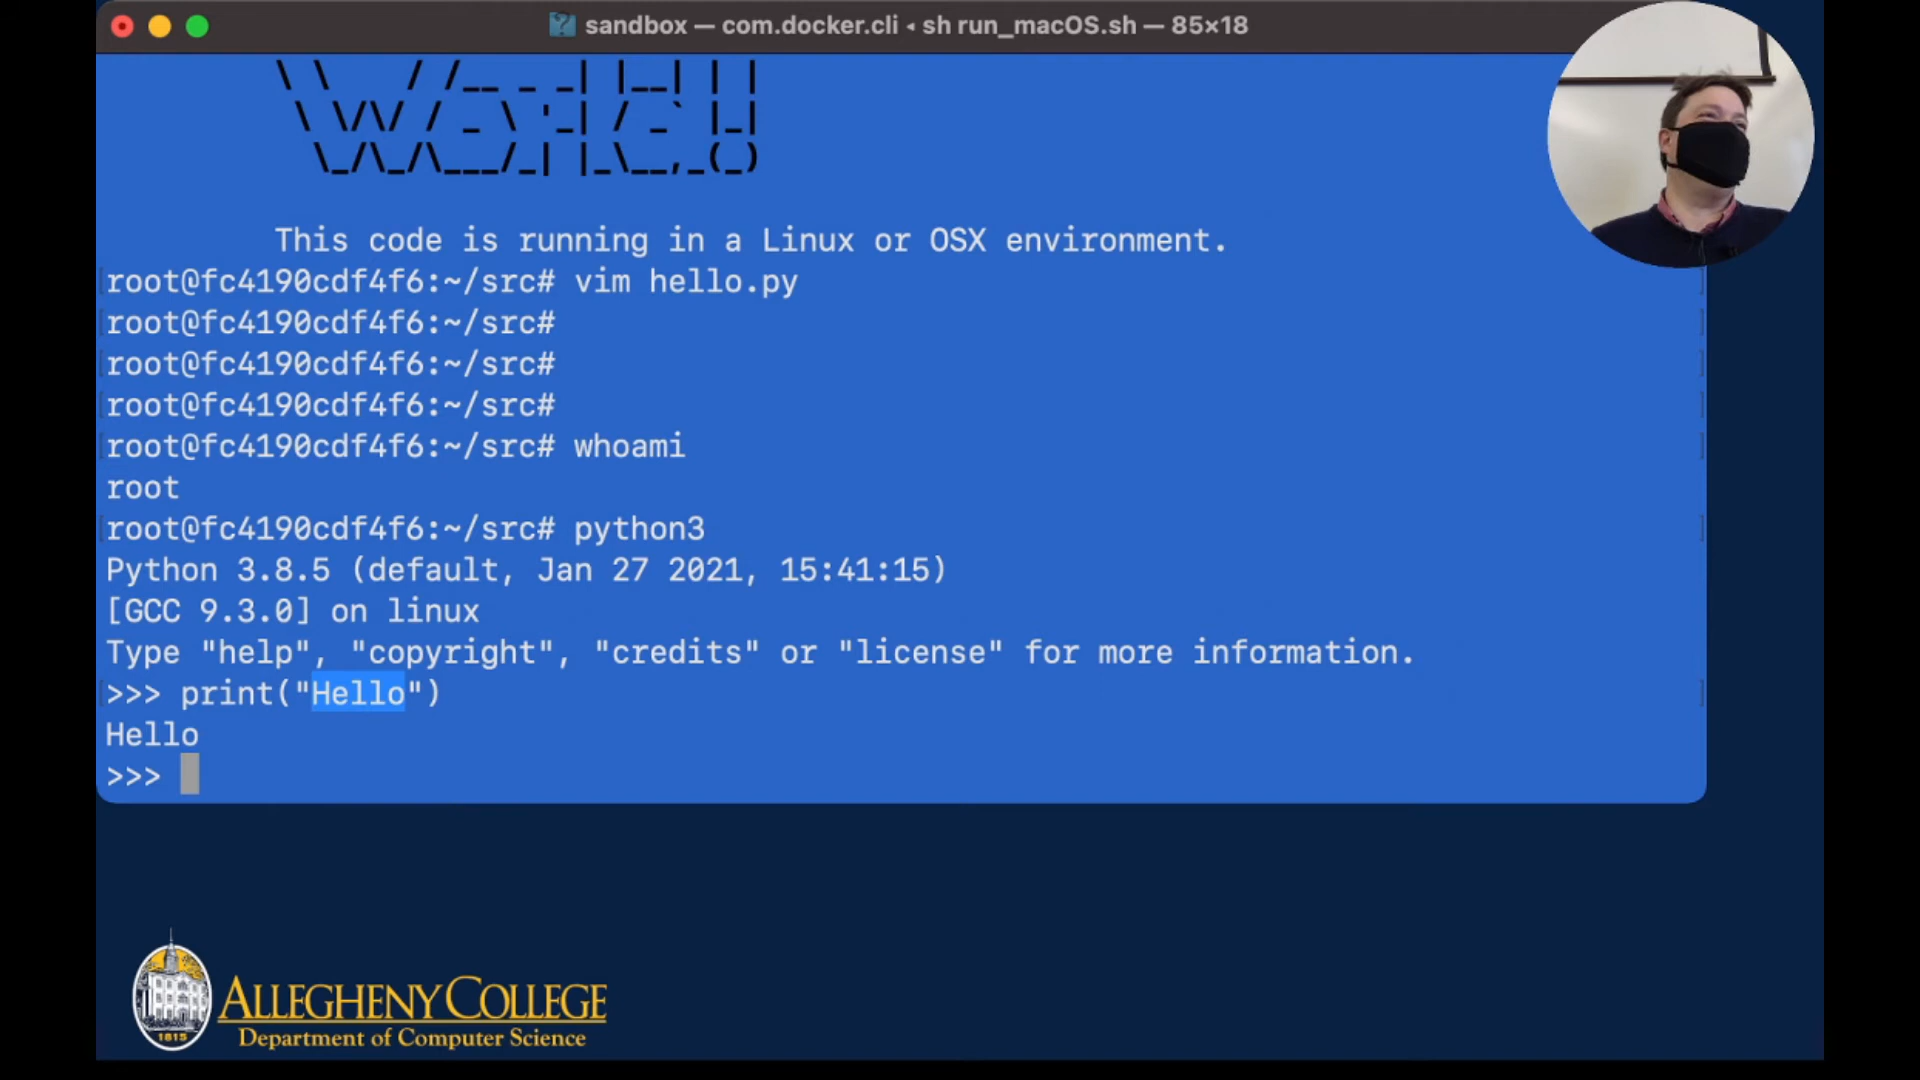 sandbox — com.docker.cli ◂ sh run_macOS.sh — 85×18
This code is running in a Linux or OSX environment.
root@fc4190cdf4f6:~/src# vim hello.py
root@fc4190cdf4f6:~/src#
root@fc4190cdf4f6:~/src#
root@fc4190cdf4f6:~/src#
root@fc4190cdf4f6:~/src# whoami
root
root@fc4190cdf4f6:~/src# python3
Python 3.8.5 (default, Jan 27 2021, 15:41:15)
[GCC 9.3.0] on linux
Type "help", "copyright", "credits" or "license" for more information.
>>> print("Hello")
Hello
>>>
ALLEGHENY COLLEGE
Department of Computer Science
1815